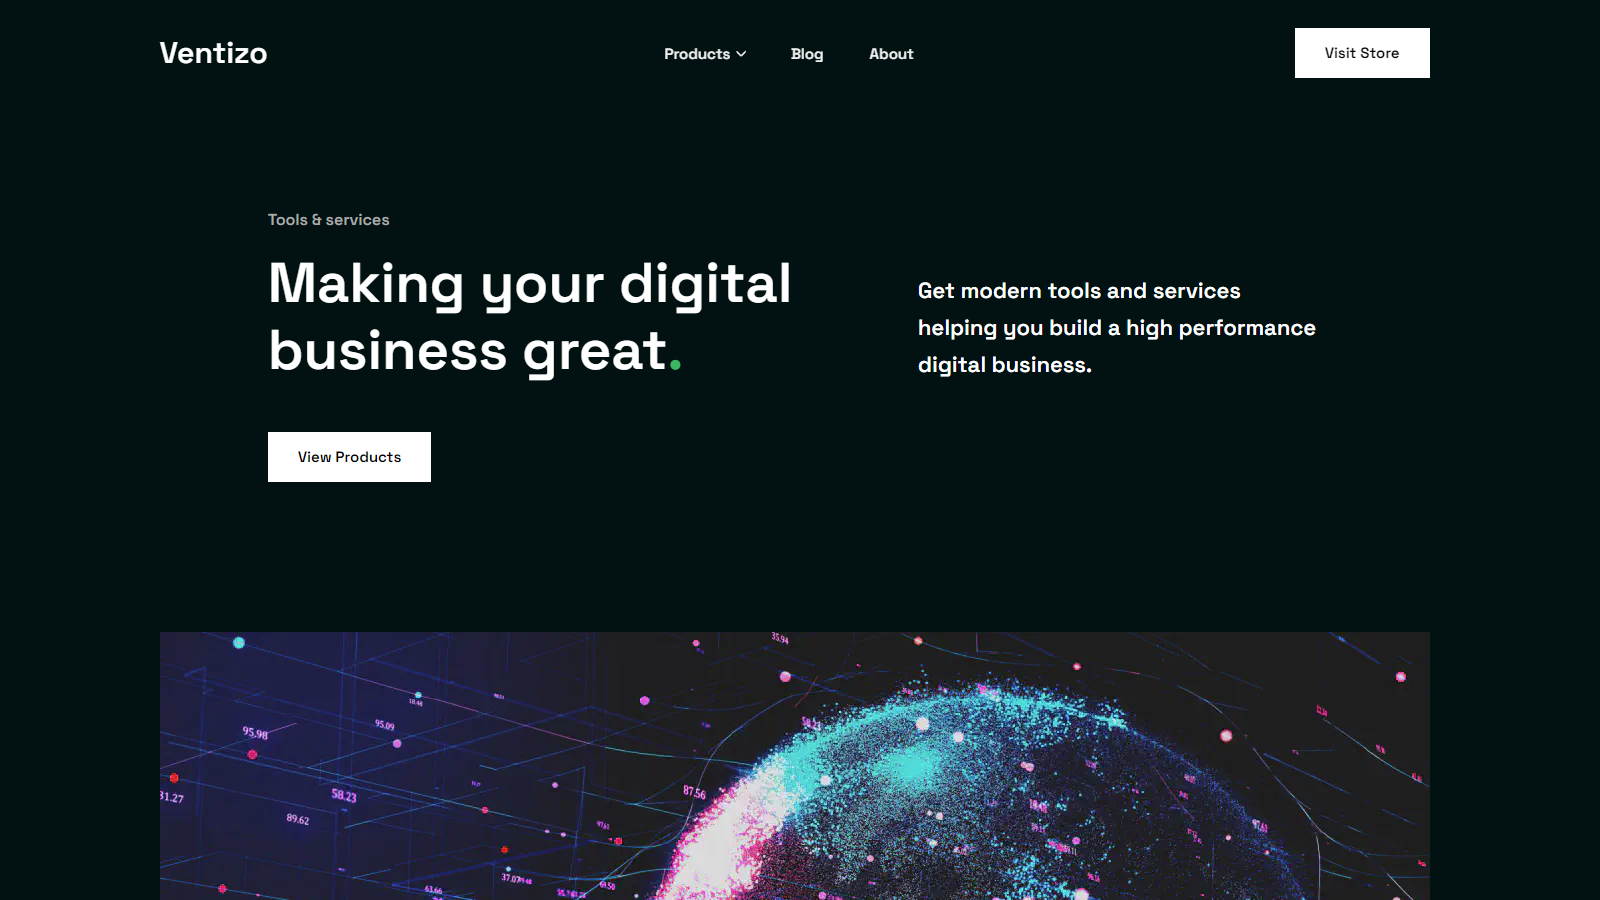 Ventizo
Products
Blog
About
Visit Store
Tools & services
Making your digital
business great.
Get modern tools and services
helping you build a high performance
digital business.
View Products
35.94
95.98
95.09
58.23
31.27
89.62
87.56
63.66